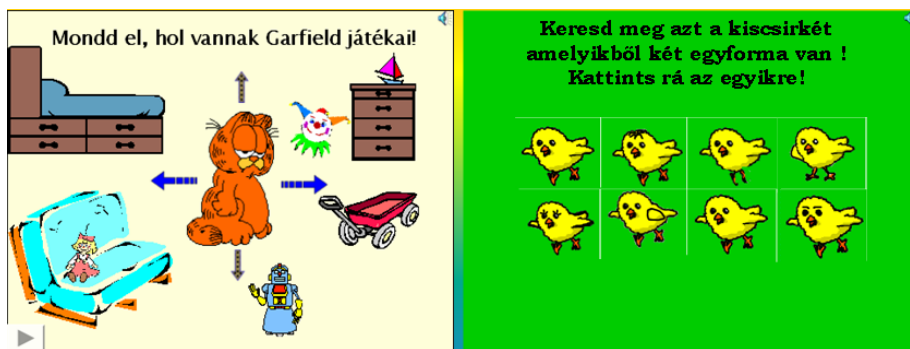 Mondd el, hol vannak Garfield játékai!
Keresd meg azt a kiscsirkét
amelyikből két egyforma van !
Kattints rá az egyikre!